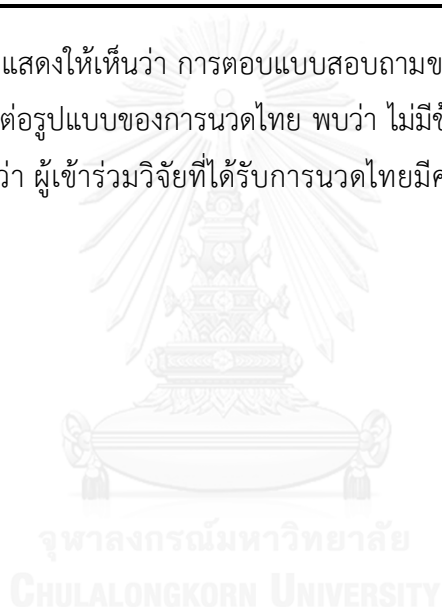 แสดงให้เห็นว่า การตอบแบบสอบถามข
ต่อรูปแบบของการนวดไทย พบว่า ไม่มีข้
ว่า ผู้เข้าร่วมวิจัยที่ได้รับการนวดไทยมีค
จุฬาลงกรณ์มหาวิทยาลัย
CHULALONGKORN UNIVERSITY